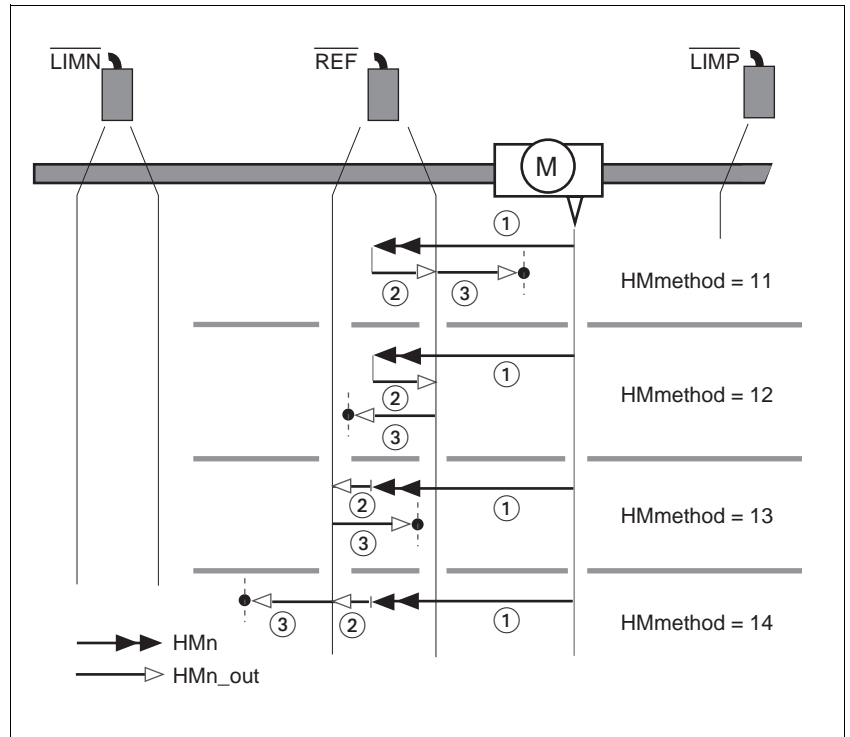 LIMN REF LIMP
M
1
2 3 HMmethod = 11
1
2 HMmethod = 12
3
2 1 HMmethod = 13
3
3 2 1 HMmethod = 14
HMn
HMn_out